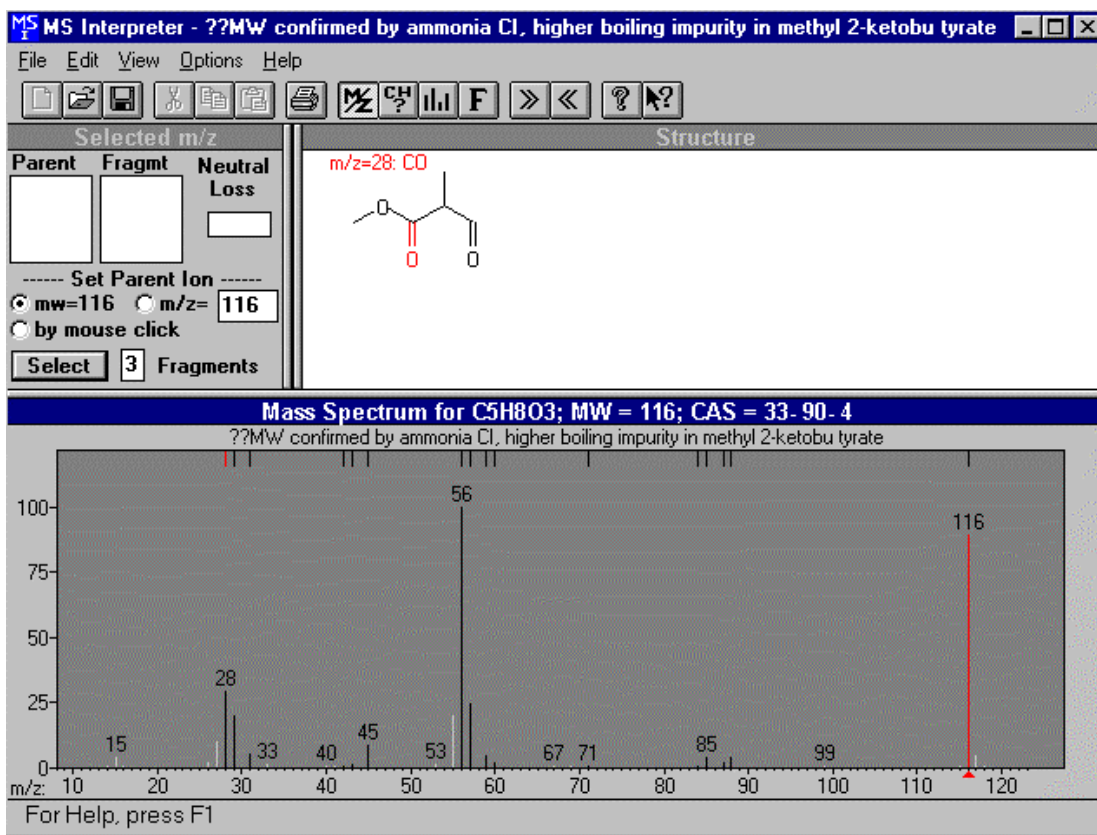 MS Interpreter - ??MW confirmed by ammonia CI, higher boiling impurity in methyl 2-ketobu tyrate
File Edit View Options Help
M/Z CH ? F » « ? ?
Selected m/z
Parent Fragmt Neutral Loss
------ Set Parent Ion ------
mw=116 m/z= 116
by mouse click
Select 3 Fragments
Structure
m/z=28: CO
O
O O
Mass Spectrum for C5H8O3; MW = 116; CAS = 33- 90- 4
??MW confirmed by ammonia CI, higher boiling impurity in methyl 2-ketobu tyrate
100
75
50
25
0
15 28 33 40 45 53 56 67 71 85 99 116
m/z: 10 20 30 40 50 60 70 80 90 100 110 120
For Help, press F1